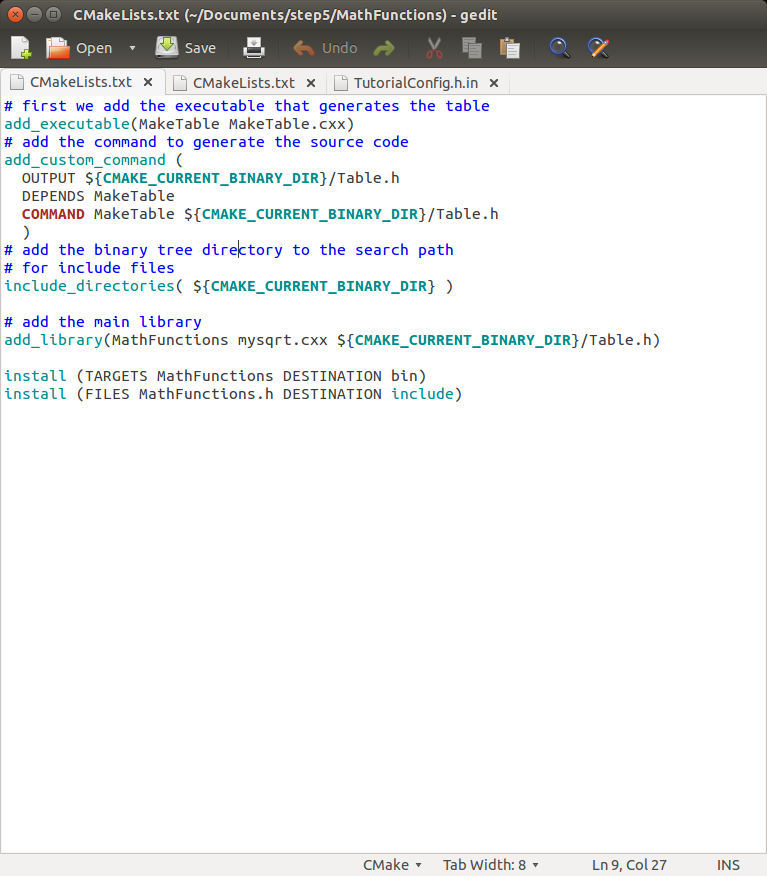 CMakeLists.txt (~/Documents/step5/MathFunctions) - gedit
Open Save Undo
CMakeLists.txt × CMakeLists.txt × TutorialConfig.h.in ×
# first we add the executable that generates the table
add_executable(MakeTable MakeTable.cxx)
# add the command to generate the source code
add_custom_command (
  OUTPUT ${CMAKE_CURRENT_BINARY_DIR}/Table.h
  DEPENDS MakeTable
  COMMAND MakeTable ${CMAKE_CURRENT_BINARY_DIR}/Table.h
  )
# add the binary tree directory to the search path
# for include files
include_directories( ${CMAKE_CURRENT_BINARY_DIR} )

# add the main library
add_library(MathFunctions mysqrt.cxx ${CMAKE_CURRENT_BINARY_DIR}/Table.h)

install (TARGETS MathFunctions DESTINATION bin)
install (FILES MathFunctions.h DESTINATION include)
CMake Tab Width: 8 Ln 9, Col 27 INS